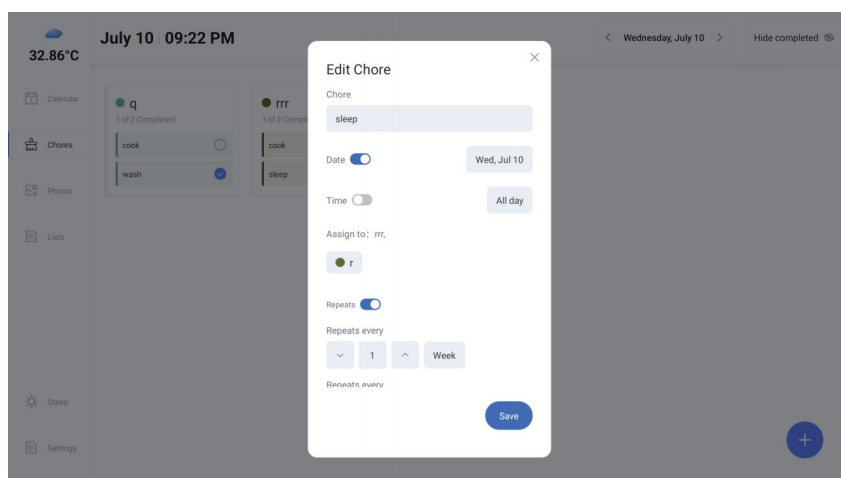 32.86°C
July 10 09:22 PM
Wednesday, July 10
Hide completed
Calendar
Chores
Photos
Lists
Steep
Settings
q
1 of 2 Completed
cook
wash
rrr
1 of 2 Comple
cook
sleep
Edit Chore
Chore
sleep
Date
Wed, Jul 10
Time
All day
Assign to: rrr,
r
Repeats
Repeats every
1
Week
Repeats every
Save